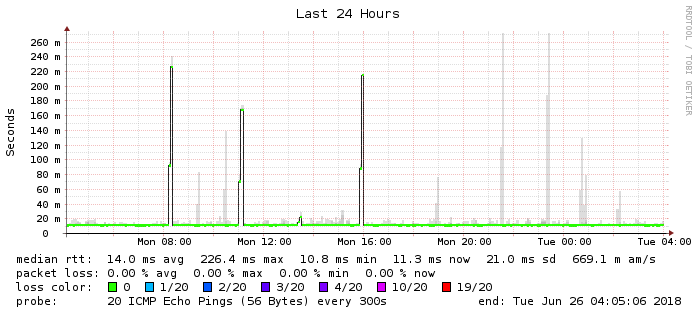 Last 24 Hours
RRDTOOL / TOBI OETIKER
Seconds
260 m
240 m
220 m
200 m
180 m
160 m
140 m
120 m
100 m
80 m
60 m
40 m
20 m
0
Mon 08:00 Mon 12:00 Mon 16:00 Mon 20:00 Tue 00:00 Tue 04:00
median rtt: 14.0 ms avg 226.4 ms max 10.8 ms min 11.3 ms now 21.0 ms sd 669.1 m am/s
packet loss: 0.00 % avg 0.00 % max 0.00 % min 0.00 % now
loss color: 0 1/20 2/20 3/20 4/20 10/20 19/20
probe: 20 ICMP Echo Pings (56 Bytes) every 300s end: Tue Jun 26 04:05:06 2018